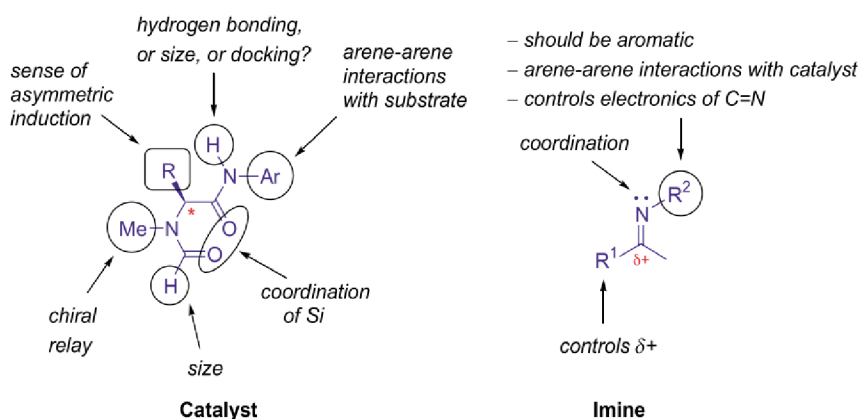 hydrogen bonding,
or size, or docking?
sense of
asymmetric
induction
arene-arene
interactions
with substrate
H
R
N
Ar
*
Me
N
O
O
H
coordination
of Si
chiral
relay
size
Catalyst
– should be aromatic
– arene-arene interactions with catalyst
– controls electronics of C=N
coordination
R2
N
R1
δ+
controls δ+
Imine